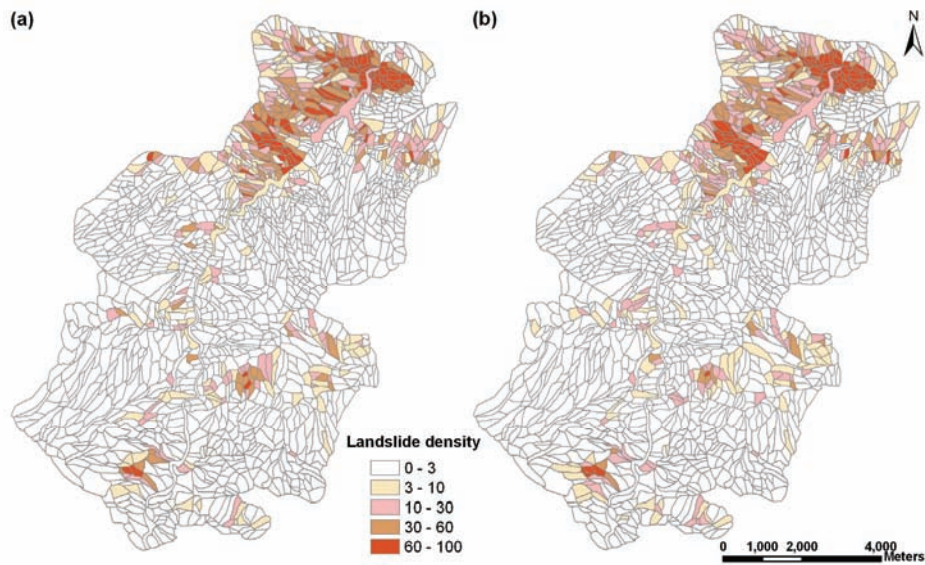 (a)
(b)
N
Landslide density
0 - 3
3 - 10
10 - 30
30 - 60
60 - 100
0 1,000 2,000 4,000
Meters